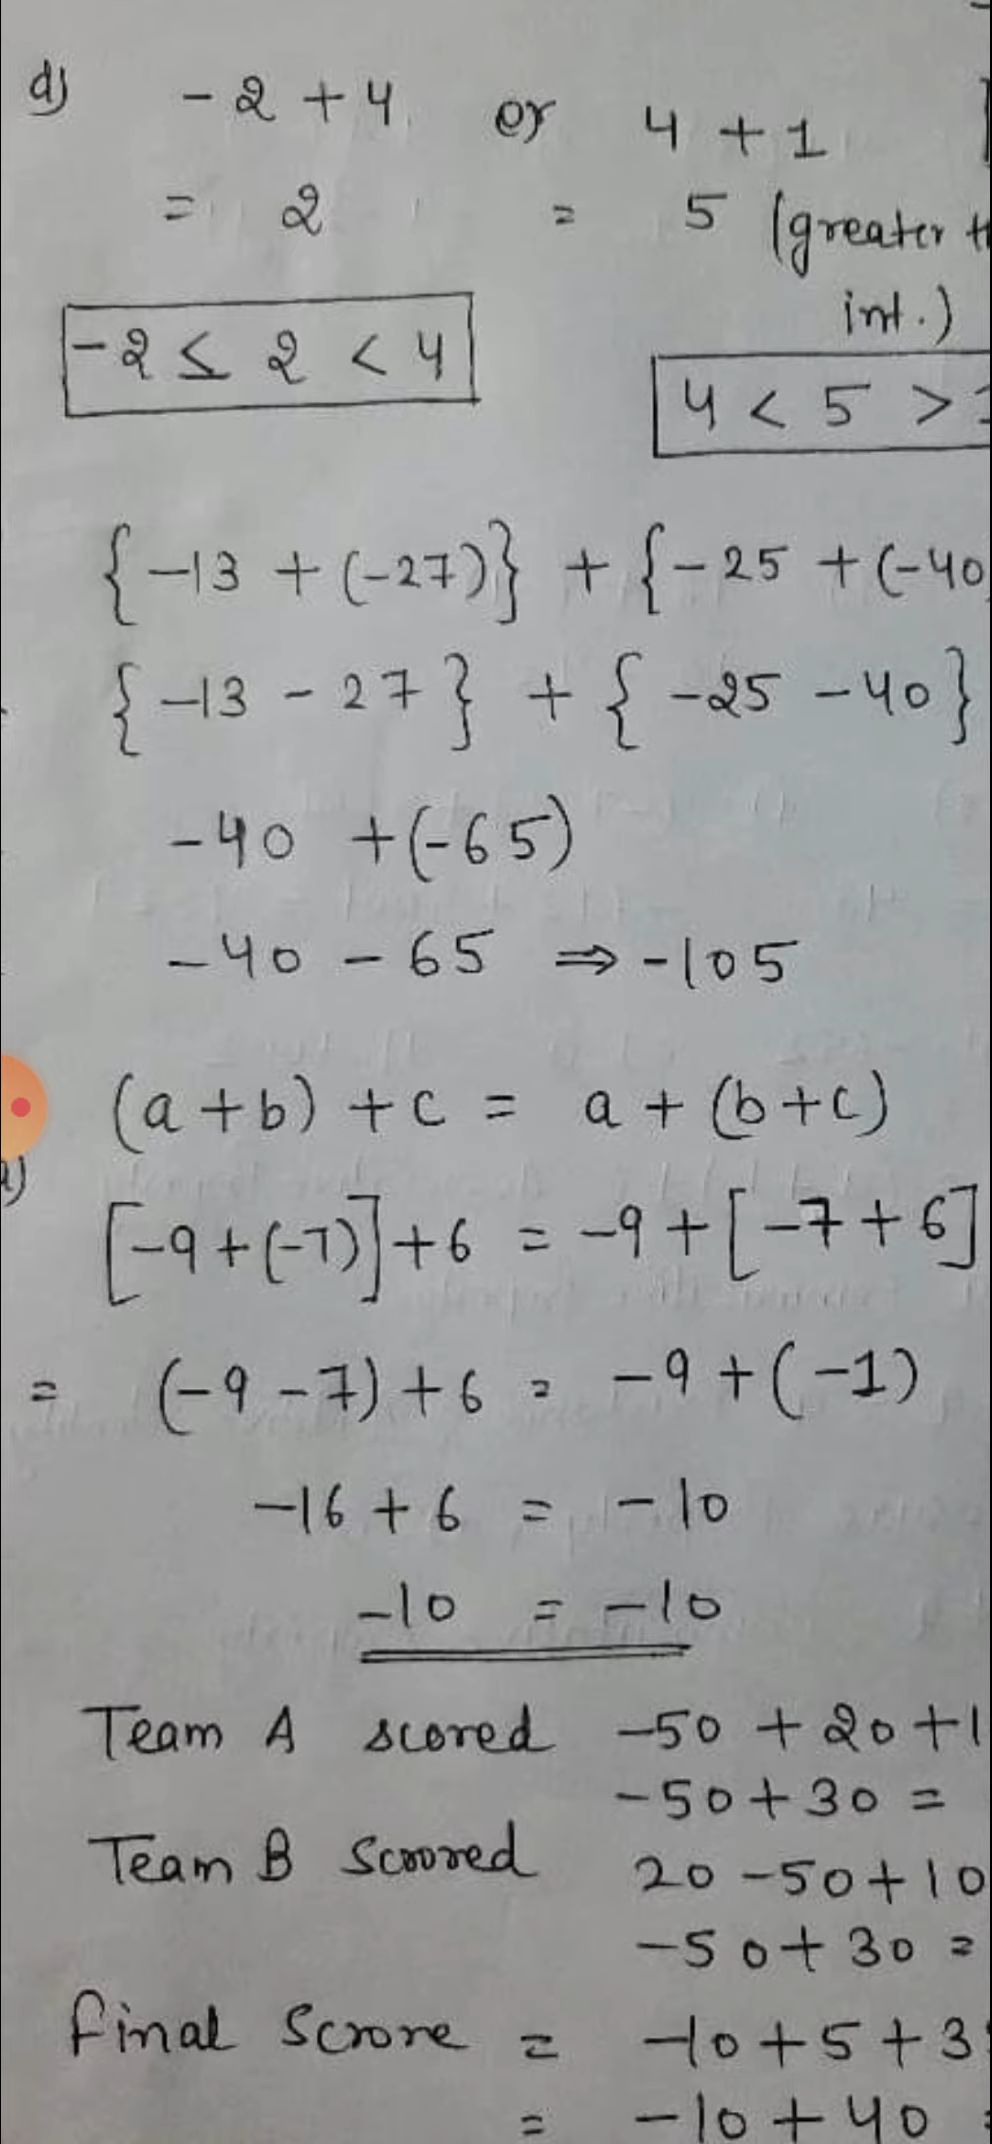 d) -2 + 4 or 4 + 1
= 2 = 5 (greater
int.)
-2 ≤ 2 < 4
4 < 5 >
{-13 + (-27)} + {-25 + (-40
{-13 - 27} + {-25 - 40}
-40 + (-65)
-40 - 65 ⇒ -105
(a + b) + c = a + (b + c)
[-9 + (-7)] + 6 = -9 + [-7 + 6]
= (-9 - 7) + 6 = -9 + (-1)
-16 + 6 = -10
-10 = -10
Team A scored -50 + 20 + 1
-50 + 30 =
Team B scrored 20 - 50 + 10
-50 + 30 =
final Scrore = -10 + 5 + 3
= -10 + 40 =